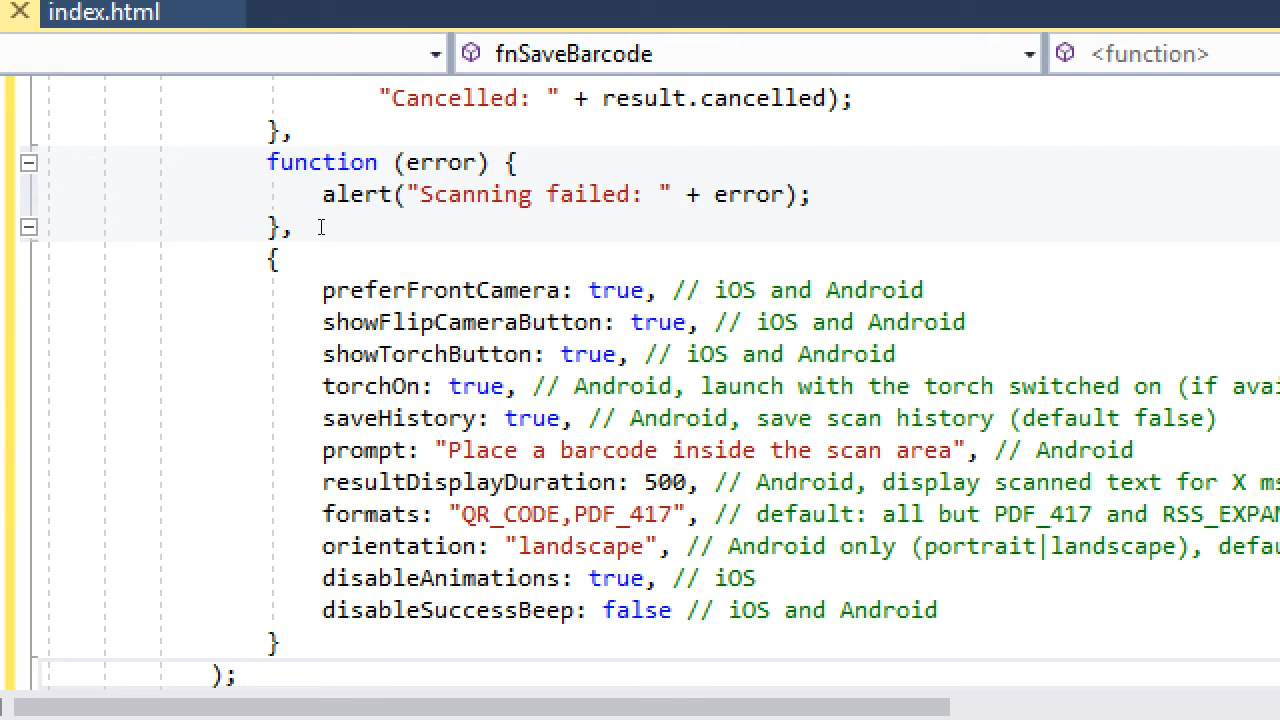 index.html
fnSaveBarcode
<function>
"Cancelled: " + result.cancelled);
},
function (error) {
alert("Scanning failed: " + error);
},
{
preferFrontCamera: true, // iOS and Android
showFlipCameraButton: true, // iOS and Android
showTorchButton: true, // iOS and Android
torchOn: true, // Android, launch with the torch switched on (if
saveHistory: true, // Android, save scan history (default false)
prompt: "Place a barcode inside the scan area", // Android
resultDisplayDuration: 500, // Android, display scanned text for X ms
formats: "QR_CODE,PDF_417", // default: all but PDF_417 and
orientation: "landscape", // Android only (portrait|landscape),
disableAnimations: true, // iOS
disableSuccessBeep: false // iOS and Android
}
);